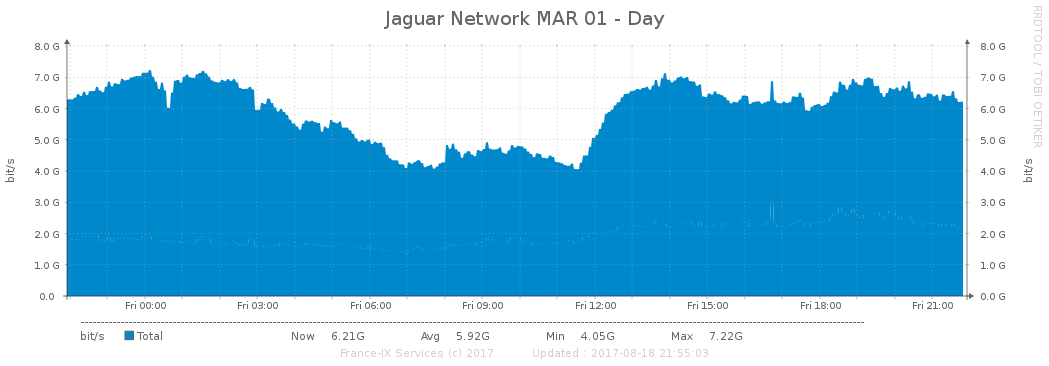 Jaguar Network MAR 01 - Day
RRDTOOL / TOBI OETIKER
bit/s
8.0 G 8.0 G
7.0 G 7.0 G
6.0 G 6.0 G
5.0 G 5.0 G
4.0 G 4.0 G
3.0 G 3.0 G
2.0 G 2.0 G
1.0 G 1.0 G
0.0 0.0 G
bit/s
Fri 00:00 Fri 03:00 Fri 06:00 Fri 09:00 Fri 12:00 Fri 15:00 Fri 18:00 Fri 21:00
bit/s Total Now 6.21G Avg 5.92G Min 4.05G Max 7.22G
France-IX Services (c) 2017 Updated : 2017-08-18 21:55:03